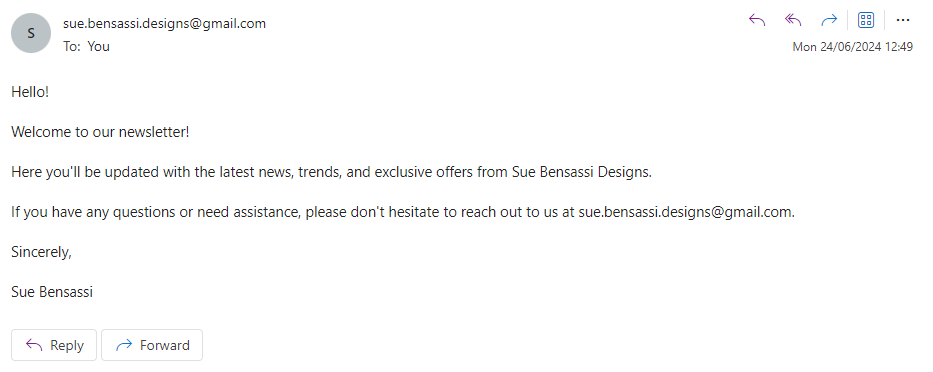 S
sue.bensassi.designs@gmail.com
To: You
Mon 24/06/2024 12:49
Hello!
Welcome to our newsletter!
Here you'll be updated with the latest news, trends, and exclusive offers from Sue Bensassi Designs.
If you have any questions or need assistance, please don't hesitate to reach out to us at sue.bensassi.designs@gmail.com.
Sincerely,
Sue Bensassi
Reply Forward